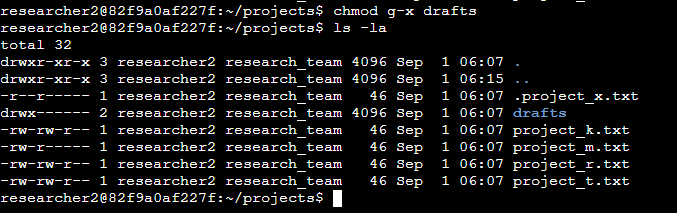 researcher2@82f9a0af227f:~/projects$ chmod g-x drafts
researcher2@82f9a0af227f:~/projects$ ls -la
total 32
drwxr-xr-x 3 researcher2 research_team 4096 Sep  1 06:07 .
drwxr-xr-x 3 researcher2 research_team 4096 Sep  1 06:15 ..
-r--r----- 1 researcher2 research_team   46 Sep  1 06:07 .project_x.txt
drwx------ 2 researcher2 research_team 4096 Sep  1 06:07 drafts
-rw-rw-r-- 1 researcher2 research_team   46 Sep  1 06:07 project_k.txt
-rw-r----- 1 researcher2 research_team   46 Sep  1 06:07 project_m.txt
-rw-rw-r-- 1 researcher2 research_team   46 Sep  1 06:07 project_r.txt
-rw-rw-r-- 1 researcher2 research_team   46 Sep  1 06:07 project_t.txt
researcher2@82f9a0af227f:~/projects$